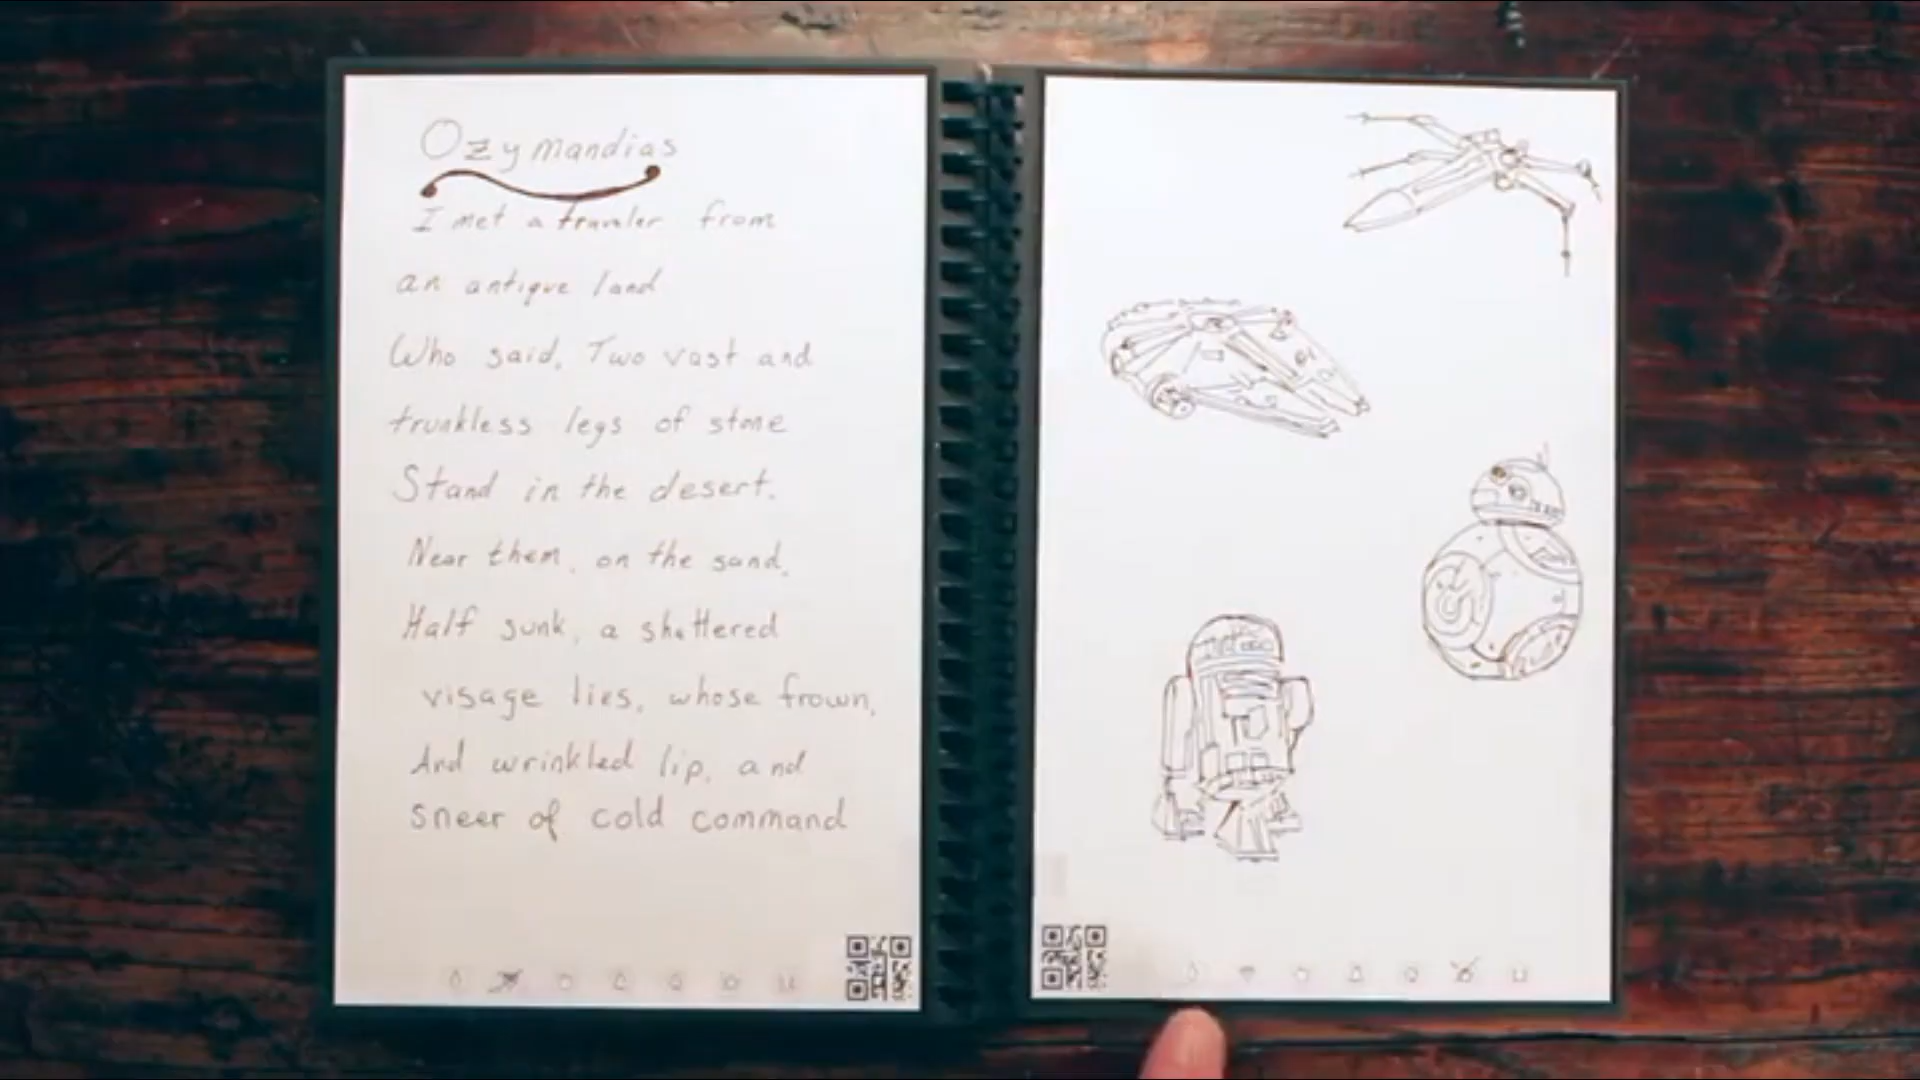 Ozymandias
I met a traveler from
an antique land
Who said, Two vast and
trunkless legs of stone
Stand in the desert.
Near them, on the sand,
Half sunk, a shattered
visage lies, whose frown,
And wrinkled lip, and
sneer of cold command